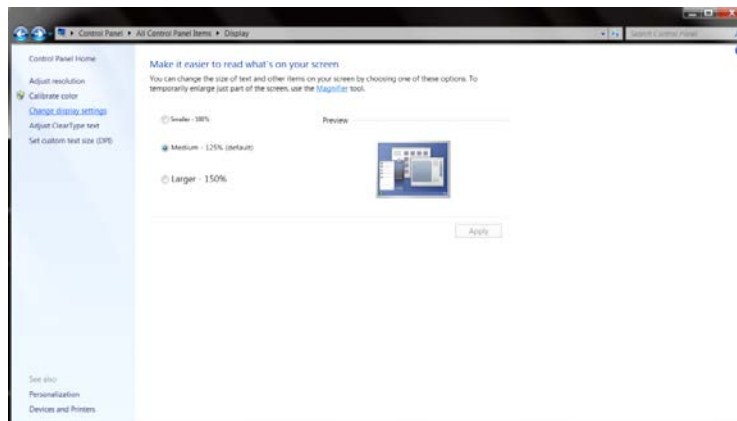 Control Panel ▸ All Control Panel Items ▸ Display
Search Control Panel
Control Panel Home
Adjust resolution
Calibrate color
Change display settings
Adjust ClearType text
Set custom text size (DPI)
Make it easier to read what's on your screen
You can change the size of text and other items on your screen by choosing one of these options. To
temporarily enlarge just part of the screen, use the Magnifier tool.
Smaller - 100%
Preview
Medium - 125% (default)
Larger - 150%
Apply
See also
Personalization
Devices and Printers